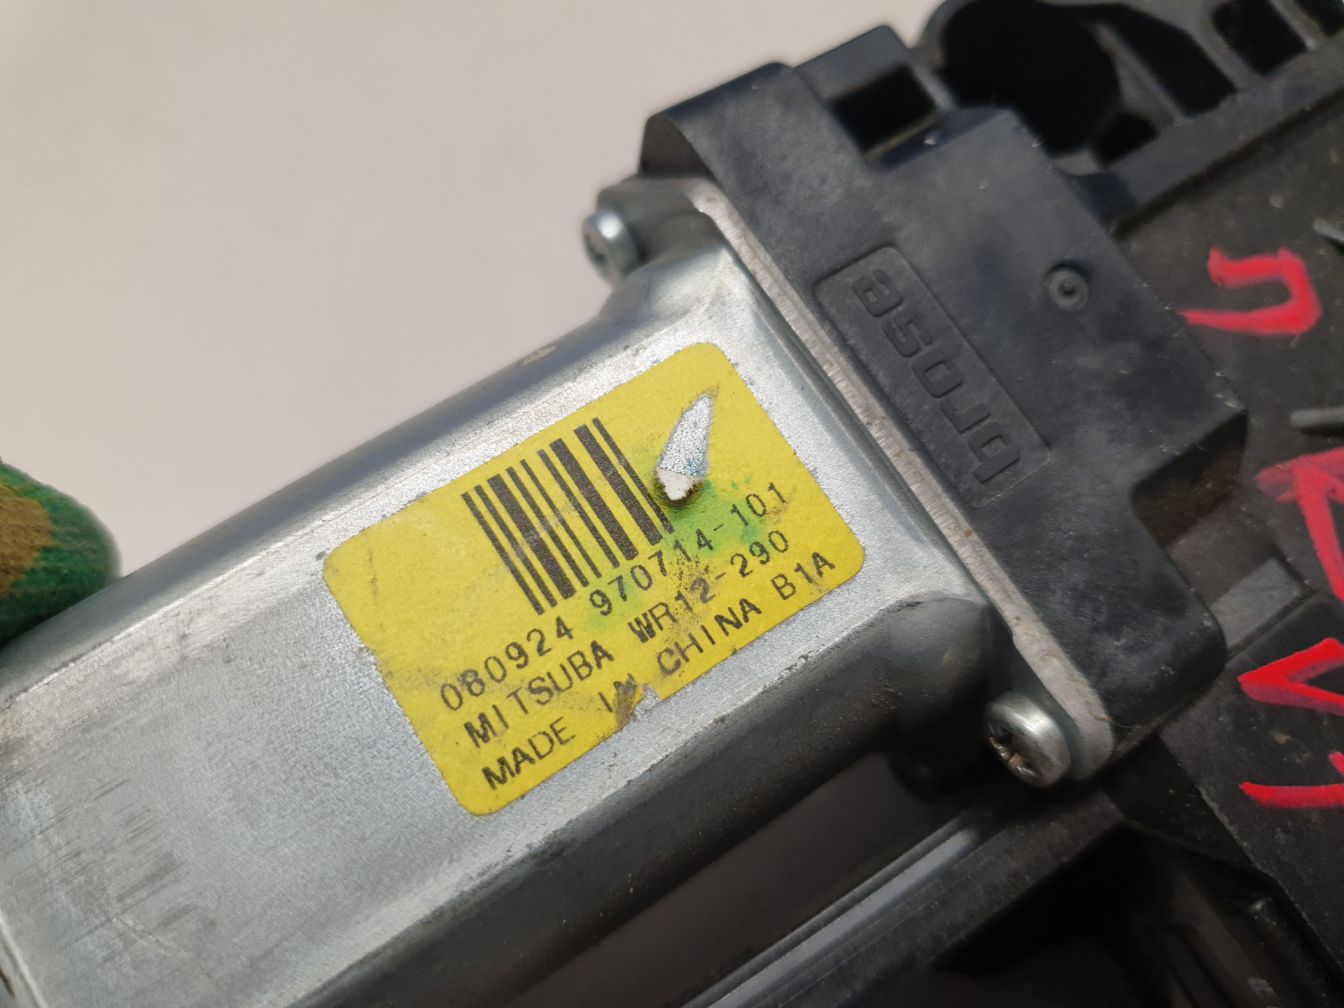 brose
080924 970714-101
MITSUBA WR12-290
MADE IN CHINA B1A